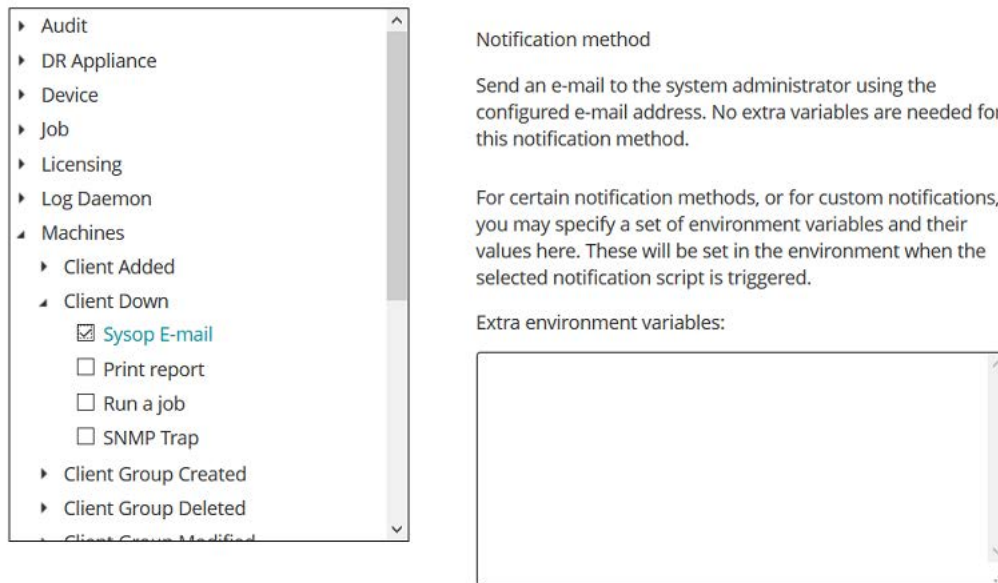 Audit
DR Appliance
Device
Job
Licensing
Log Daemon
Machines
Client Added
Client Down
Sysop E-mail
Print report
Run a job
SNMP Trap
Client Group Created
Client Group Deleted
Client Group Modified
Notification method
Send an e-mail to the system administrator using the
configured e-mail address. No extra variables are needed for
this notification method.
For certain notification methods, or for custom notifications,
you may specify a set of environment variables and their
values here. These will be set in the environment when the
selected notification script is triggered.
Extra environment variables: